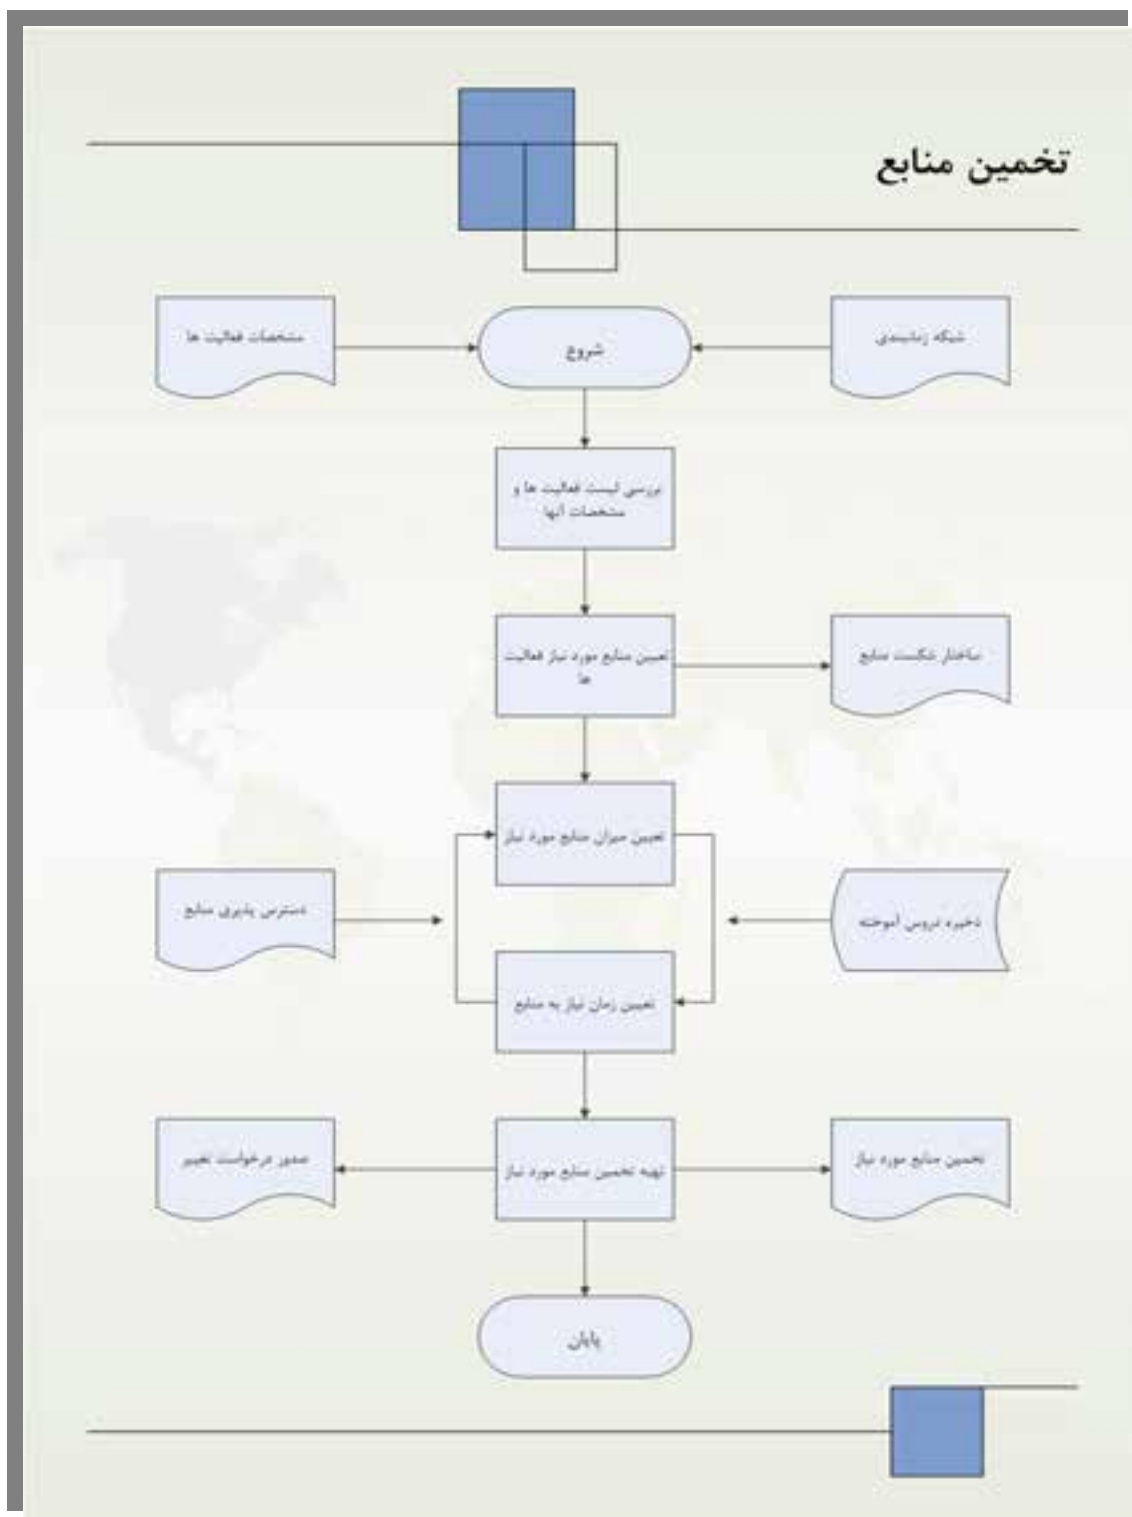 تخمین منابع
شبکه زمانبندی
شروع
مشخصات فعالیت ها
بررسی لیست فعالیت ها و
مشخصات آنها
تعیین منابع مورد نیاز فعالیت
ها
ساختار شکست منابع
تعیین میزان منابع مورد نیاز
ذخیره دروس آموخته
دسترس پذیری منابع
تعیین زمان نیاز به منابع
تخمین منابع مورد نیاز
تهیه تخمین منابع مورد نیاز
صدور درخواست تغییر
پایان